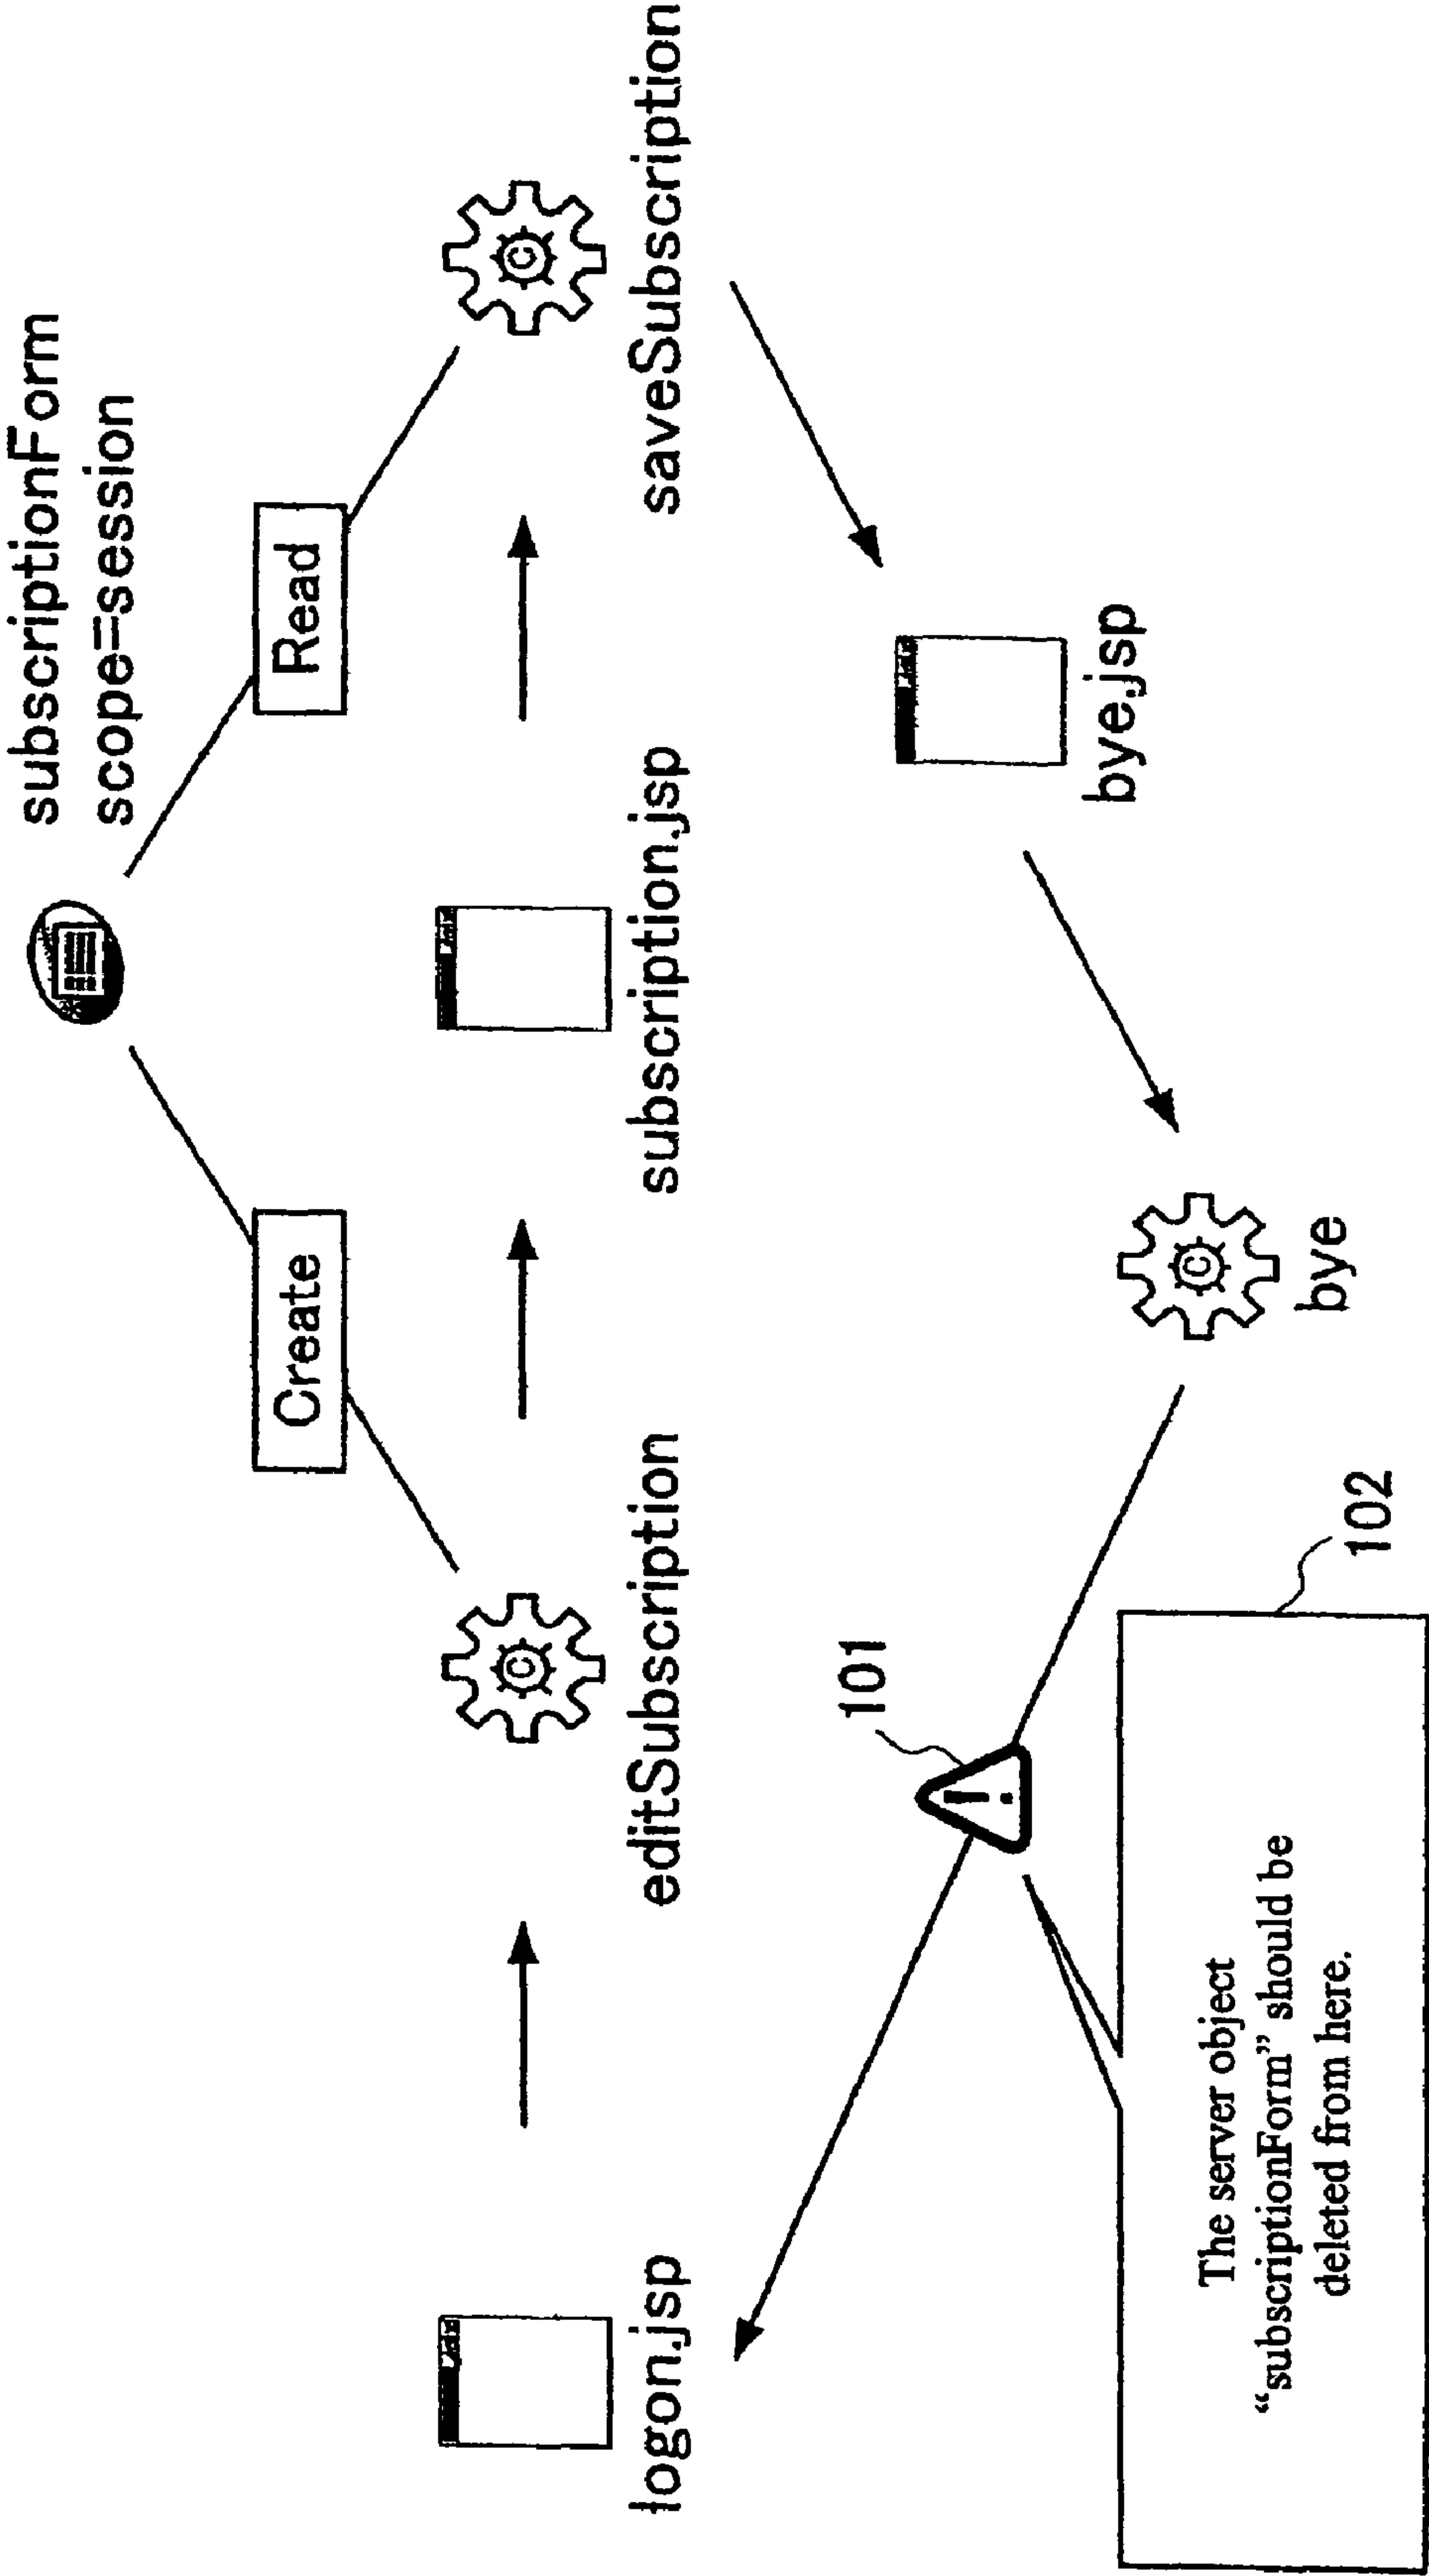 subscriptionForm
scope=session
Create
Read
C
C
logon.jsp
editSubscription
subscription.jsp
saveSubscription
101
bye.jsp
C
bye
102
The server object
“subscriptionForm” should be
deleted from here.